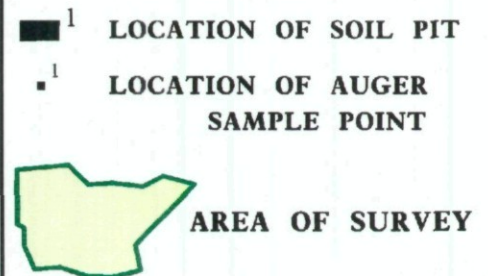 1 LOCATION OF SOIL PIT
1 LOCATION OF AUGER
SAMPLE POINT
AREA OF SURVEY